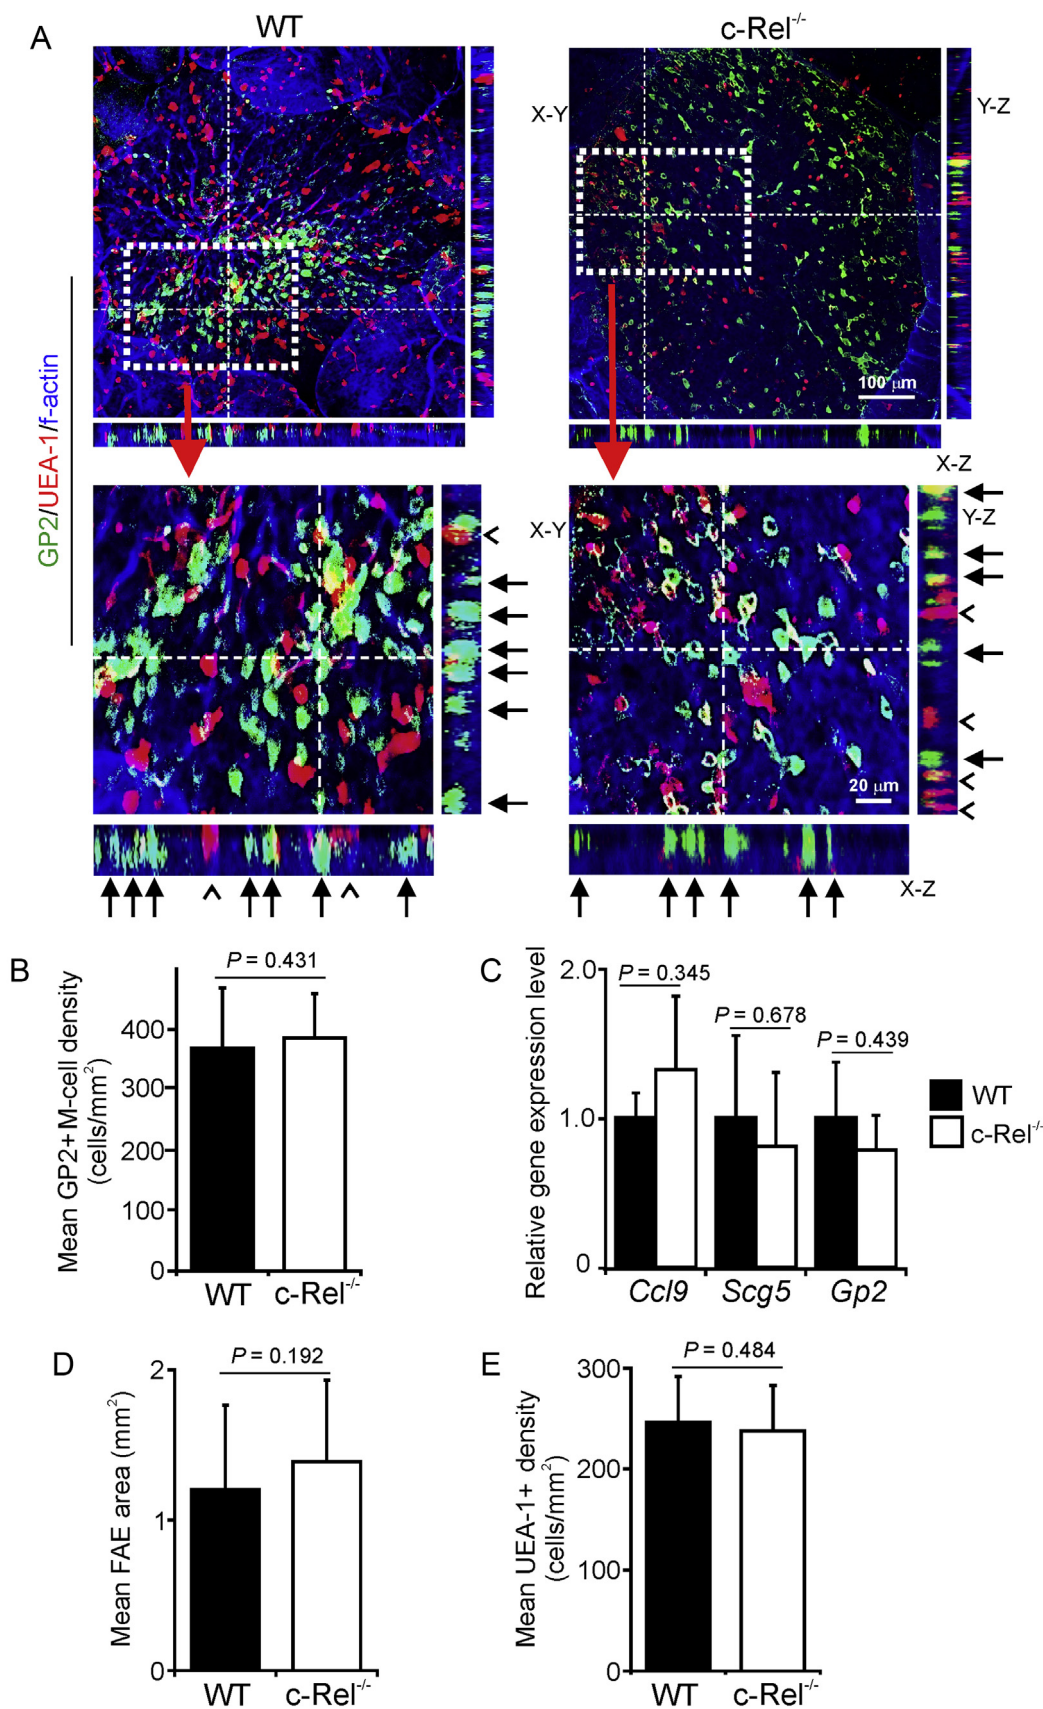 A
WT
c-Rel-/-
X-Y
Y-Z
100 µm
X-Z
GP2/UEA-1/f-actin
X-Y
Y-Z
20 µm
X-Z
B
Mean GP2+ M-cell density
(cells/mm2)
P = 0.431
400
300
200
100
0
WT
c-Rel-/-
C
Relative gene expression level
2.0
1.0
0
P = 0.345
P = 0.678
P = 0.439
Ccl9
Scg5
Gp2
WT
c-Rel-/-
D
Mean FAE area (mm2)
P = 0.192
2
1
0
WT
c-Rel-/-
E
Mean UEA-1+ density
(cells/mm2)
P = 0.484
300
200
100
0
WT
c-Rel-/-